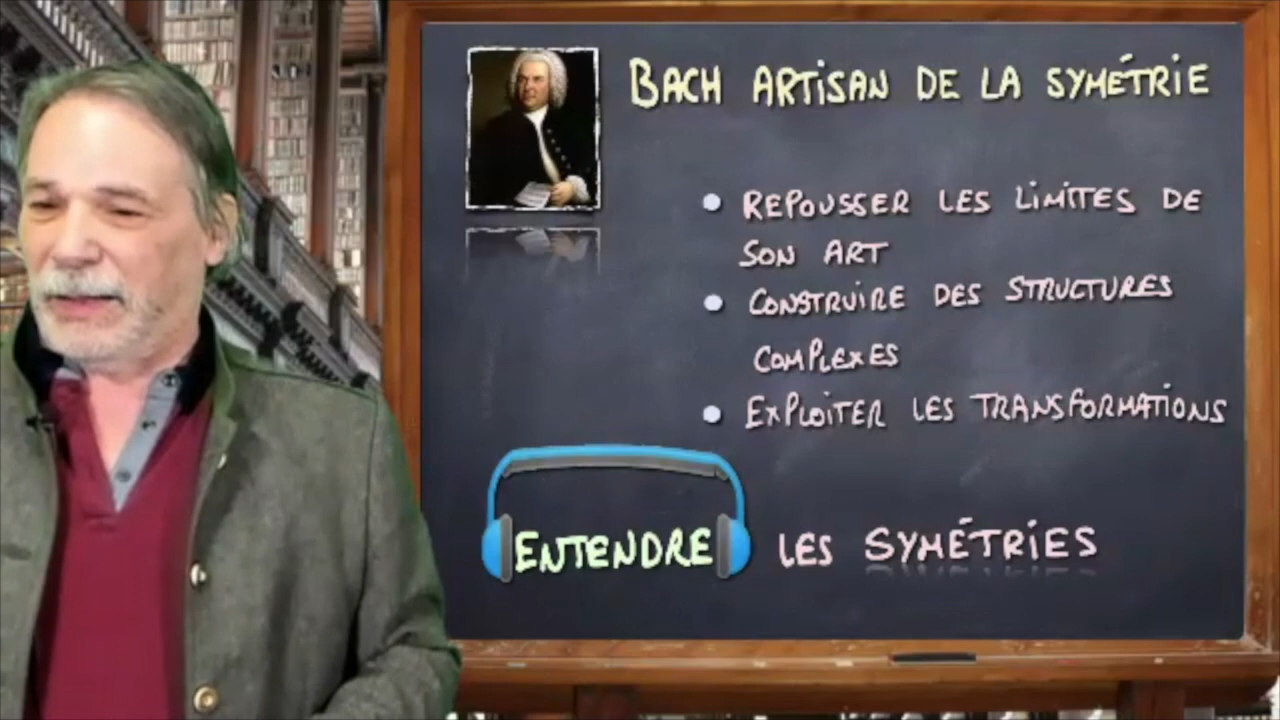 BACH ARTISAN DE LA SYMÉTRIE
• REPOUSSER LES LIMITES DE
SON ART
• CONSTRUIRE DES STRUCTURES
COMPLEXES
• EXPLOITER LES TRANSFORMATIONS
ENTENDRE LES SYMÉTRIES